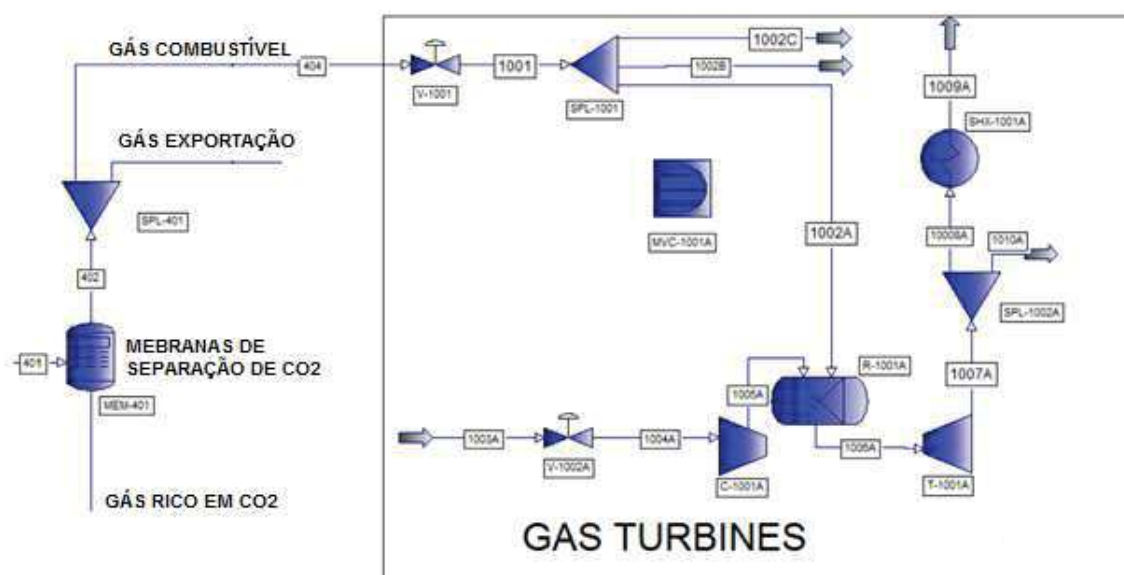 GÁS COMBUSTÍVEL
404
V-1001
1001
SPL-1001
1002C
1002B
1009A
SHX-1001A
GÁS EXPORTAÇÃO
SPL-401
MVC-1001A
1002A
1008A
1010A
SPL-1002A
402
401
MEBRANAS DE
SEPARAÇÃO DE CO2
MEM-401
R-1001A
1005A
1007A
1003A
V-1002A
1004A
C-1001A
1006A
T-1001A
GÁS RICO EM CO2
GAS TURBINES